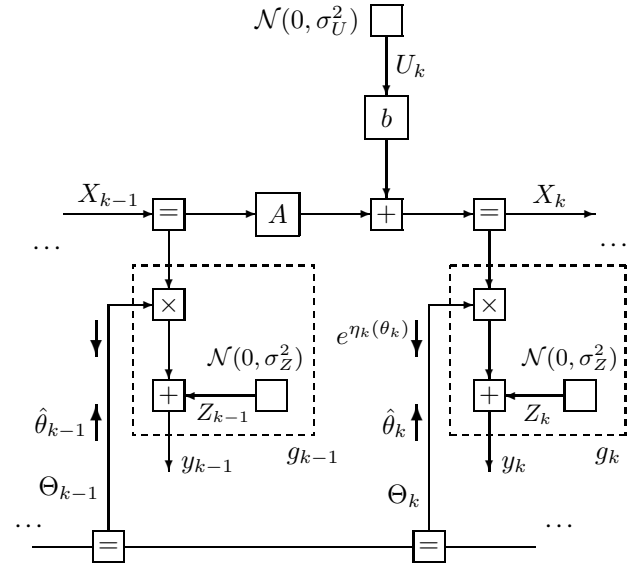 𝒩(0, σ_U^2)
U_k
b
X_{k−1} = A + = X_k
… …
× e^{η_k(θ_k)} ×
𝒩(0, σ_Z^2) 𝒩(0, σ_Z^2)
θ̂_{k−1} + Z_{k−1} θ̂_k + Z_k
y_{k−1} g_{k−1} y_k g_k
Θ_{k−1} Θ_k
… …
= =